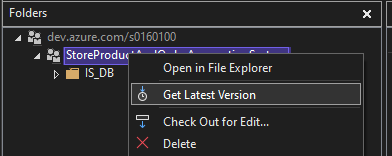 Folders
dev.azure.com/s0160100
IS_DB
Open in File Explorer
Get Latest Version
Check Out for Edit...
Delete